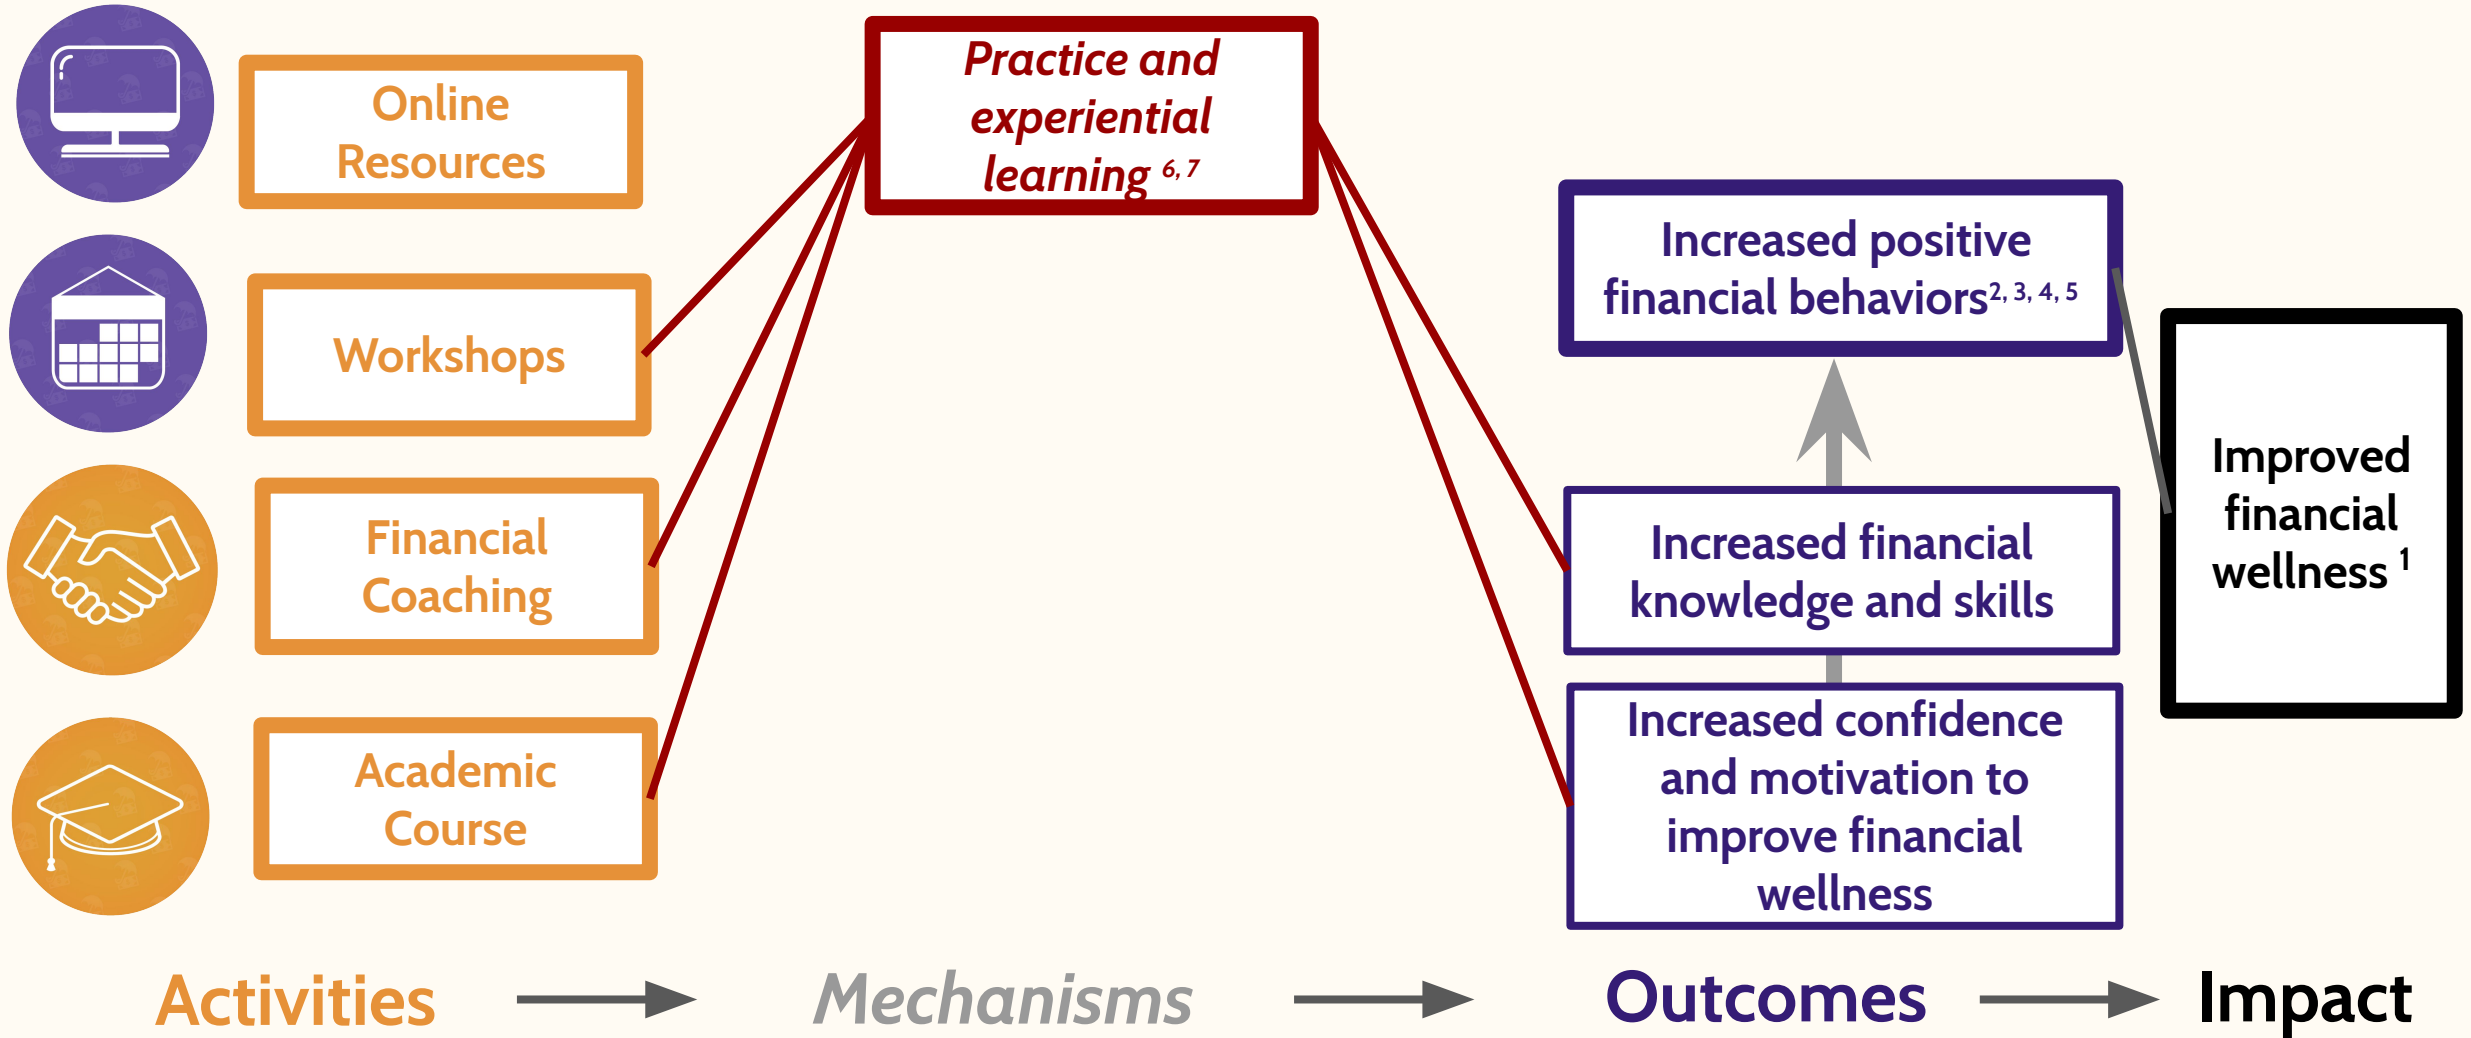 Online
Resources
Workshops
Financial
Coaching
Academic
Course
Practice and
experiential
learning 6, 7
Increased positive
financial behaviors2, 3, 4, 5
Increased financial
knowledge and skills
Increased confidence
and motivation to
improve financial
wellness
Improved
financial
wellness 1
Activities
Mechanisms
Outcomes
Impact